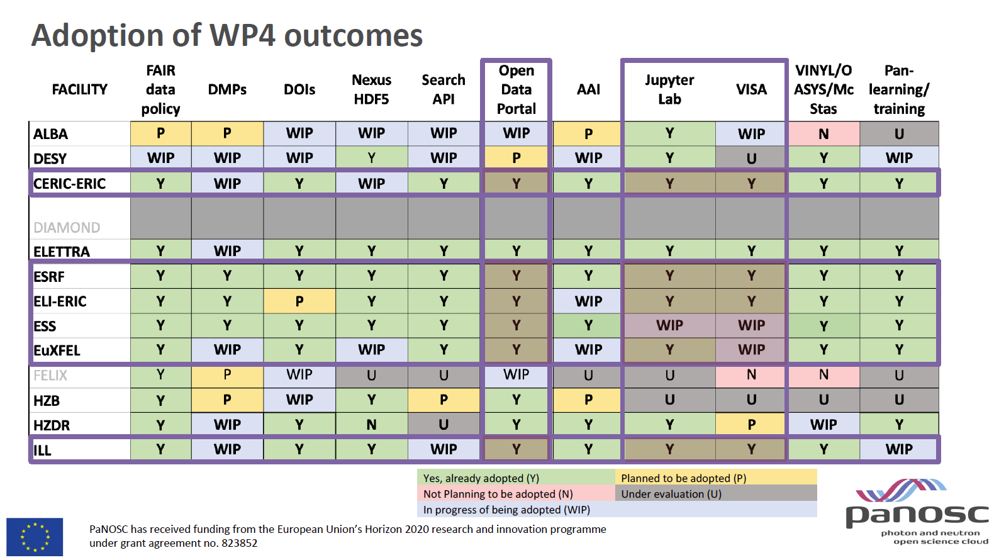 Adoption of WP4 outcomes
FACILITY FAIR data policy DMPs DOIs Nexus HDF5 Search API Open Data Portal AAI Jupyter Lab VISA VINYL/O ASYS/Mc Stas Pan-learning/training
ALBA P P WIP WIP WIP WIP P Y WIP N U
DESY WIP WIP WIP Y WIP P WIP Y U Y WIP
CERIC-ERIC Y WIP Y WIP Y Y Y Y Y Y Y
DIAMOND
ELETTRA Y WIP Y Y Y Y Y Y Y Y Y
ESRF Y Y Y Y Y Y Y Y Y Y Y
ELI-ERIC Y Y P Y Y Y WIP Y Y Y Y
ESS Y Y Y Y Y Y Y WIP WIP Y Y
EuXFEL Y WIP Y WIP Y Y WIP Y WIP Y Y
FELIX Y P WIP U U WIP U U N N U
HZB Y P WIP Y P Y P U U U U
HZDR Y WIP Y N U Y Y Y P WIP Y
ILL Y WIP Y Y WIP Y Y Y Y Y WIP
Yes, already adopted (Y) Planned to be adopted (P)
Not Planning to be adopted (N) Under evaluation (U)
In progress of being adopted (WIP)
PaNOSC has received funding from the European Union's Horizon 2020 research and innovation programme
under grant agreement no. 823852
panosc
photon and neutron
open science cloud